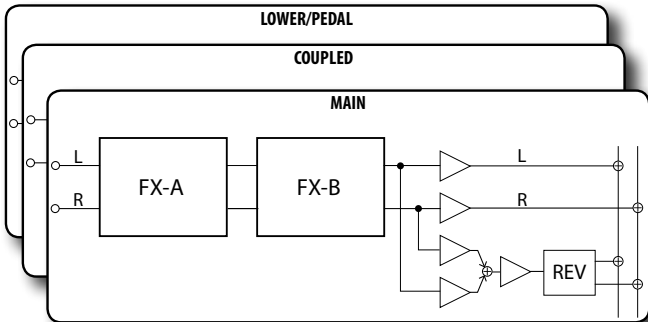 LOWER/PEDAL
COUPLED
MAIN
L
L
FX-A
FX-B
R
R
REV